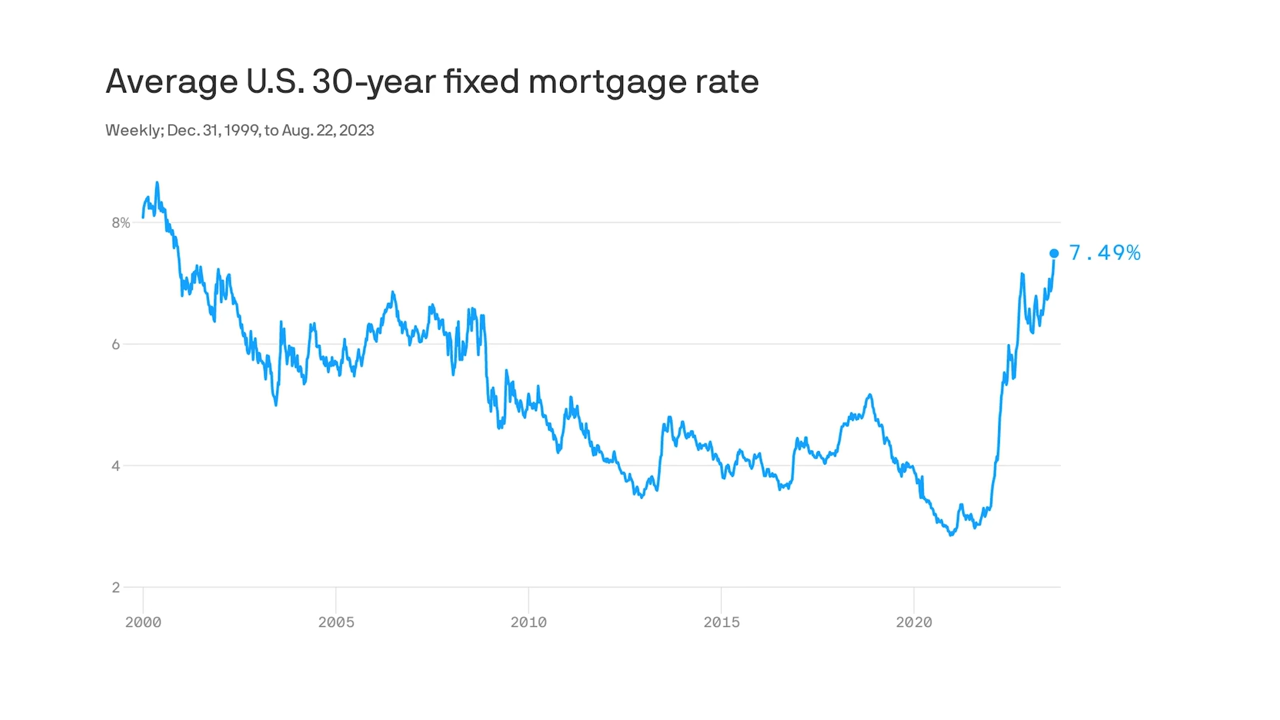 Average U.S. 30-year fixed mortgage rate
Weekly; Dec. 31, 1999, to Aug. 22, 2023
8%
7.49%
6
4
2
2000 2005 2010 2015 2020